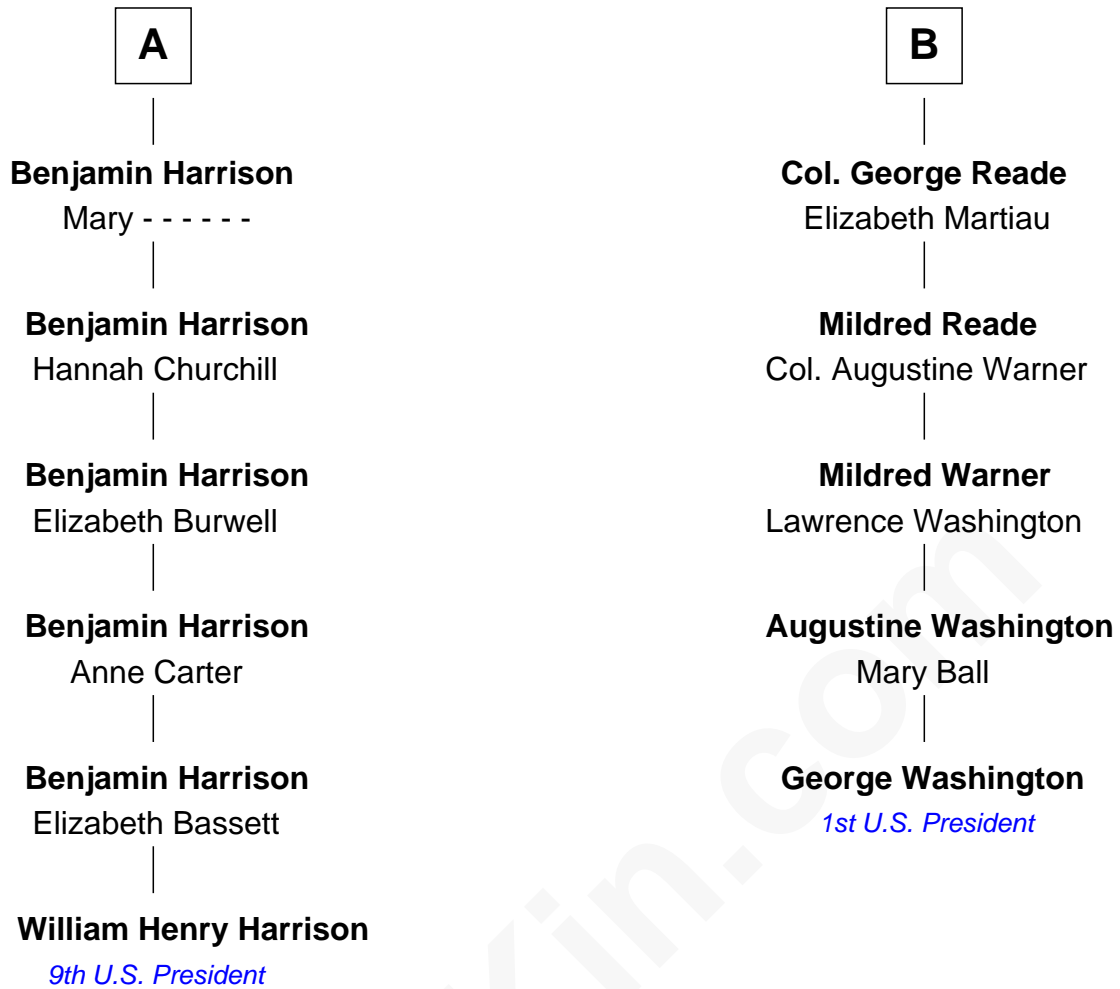 A
Benjamin Harrison
Mary - - - - - -
Benjamin Harrison
Hannah Churchill
Benjamin Harrison
Elizabeth Burwell
Benjamin Harrison
Anne Carter
Benjamin Harrison
Elizabeth Bassett
William Henry Harrison
9th U.S. President
B
Col. George Reade
Elizabeth Martiau
Mildred Reade
Col. Augustine Warner
Mildred Warner
Lawrence Washington
Augustine Washington
Mary Ball
George Washington
1st U.S. President